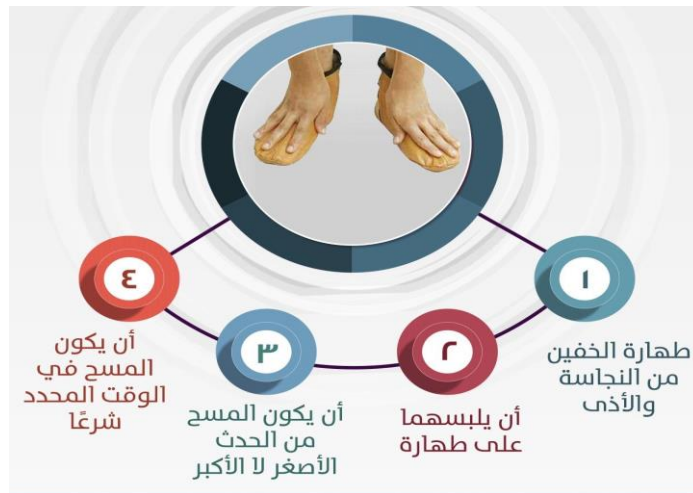 ١
طهارة الخفين
من النجاسة
والأذى
٢
أن يلبسهما
على طهارة
٣
أن يكون المسح
من الحدث
الأصغر لا الأكبر
٤
أن يكون
المسح في
الوقت المحدد
شرعًا